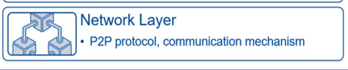 Network Layer
• P2P protocol, communication mechanism